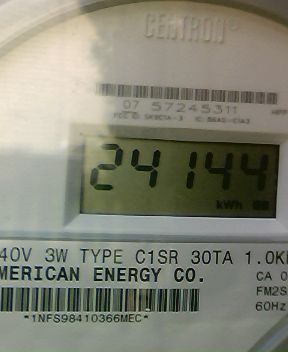 CENTRON®
07 57245311
24144
kWh
40V 3W TYPE C1SR 30TA 1.0K
MERICAN ENERGY CO.
CA 0
FM2S
*1NFS98410366MEC*
60Hz